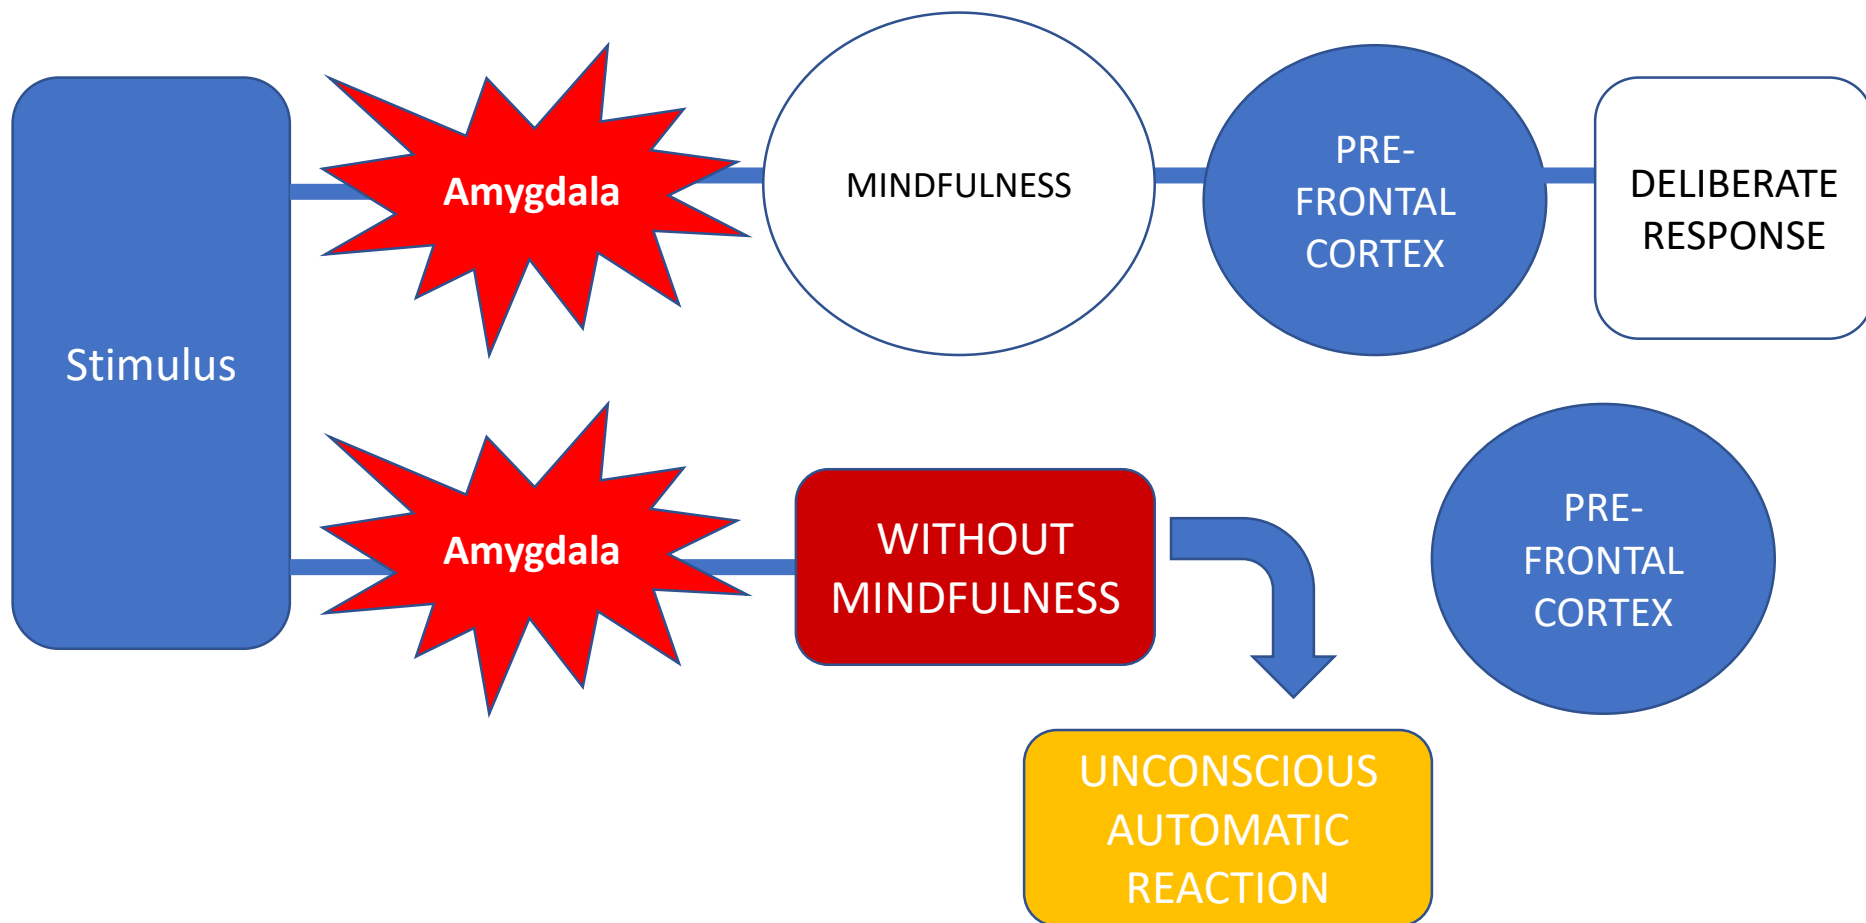 Stimulus
Amygdala
MINDFULNESS
PRE-
FRONTAL
CORTEX
DELIBERATE
RESPONSE
Amygdala
WITHOUT
MINDFULNESS
PRE-
FRONTAL
CORTEX
UNCONSCIOUS
AUTOMATIC
REACTION